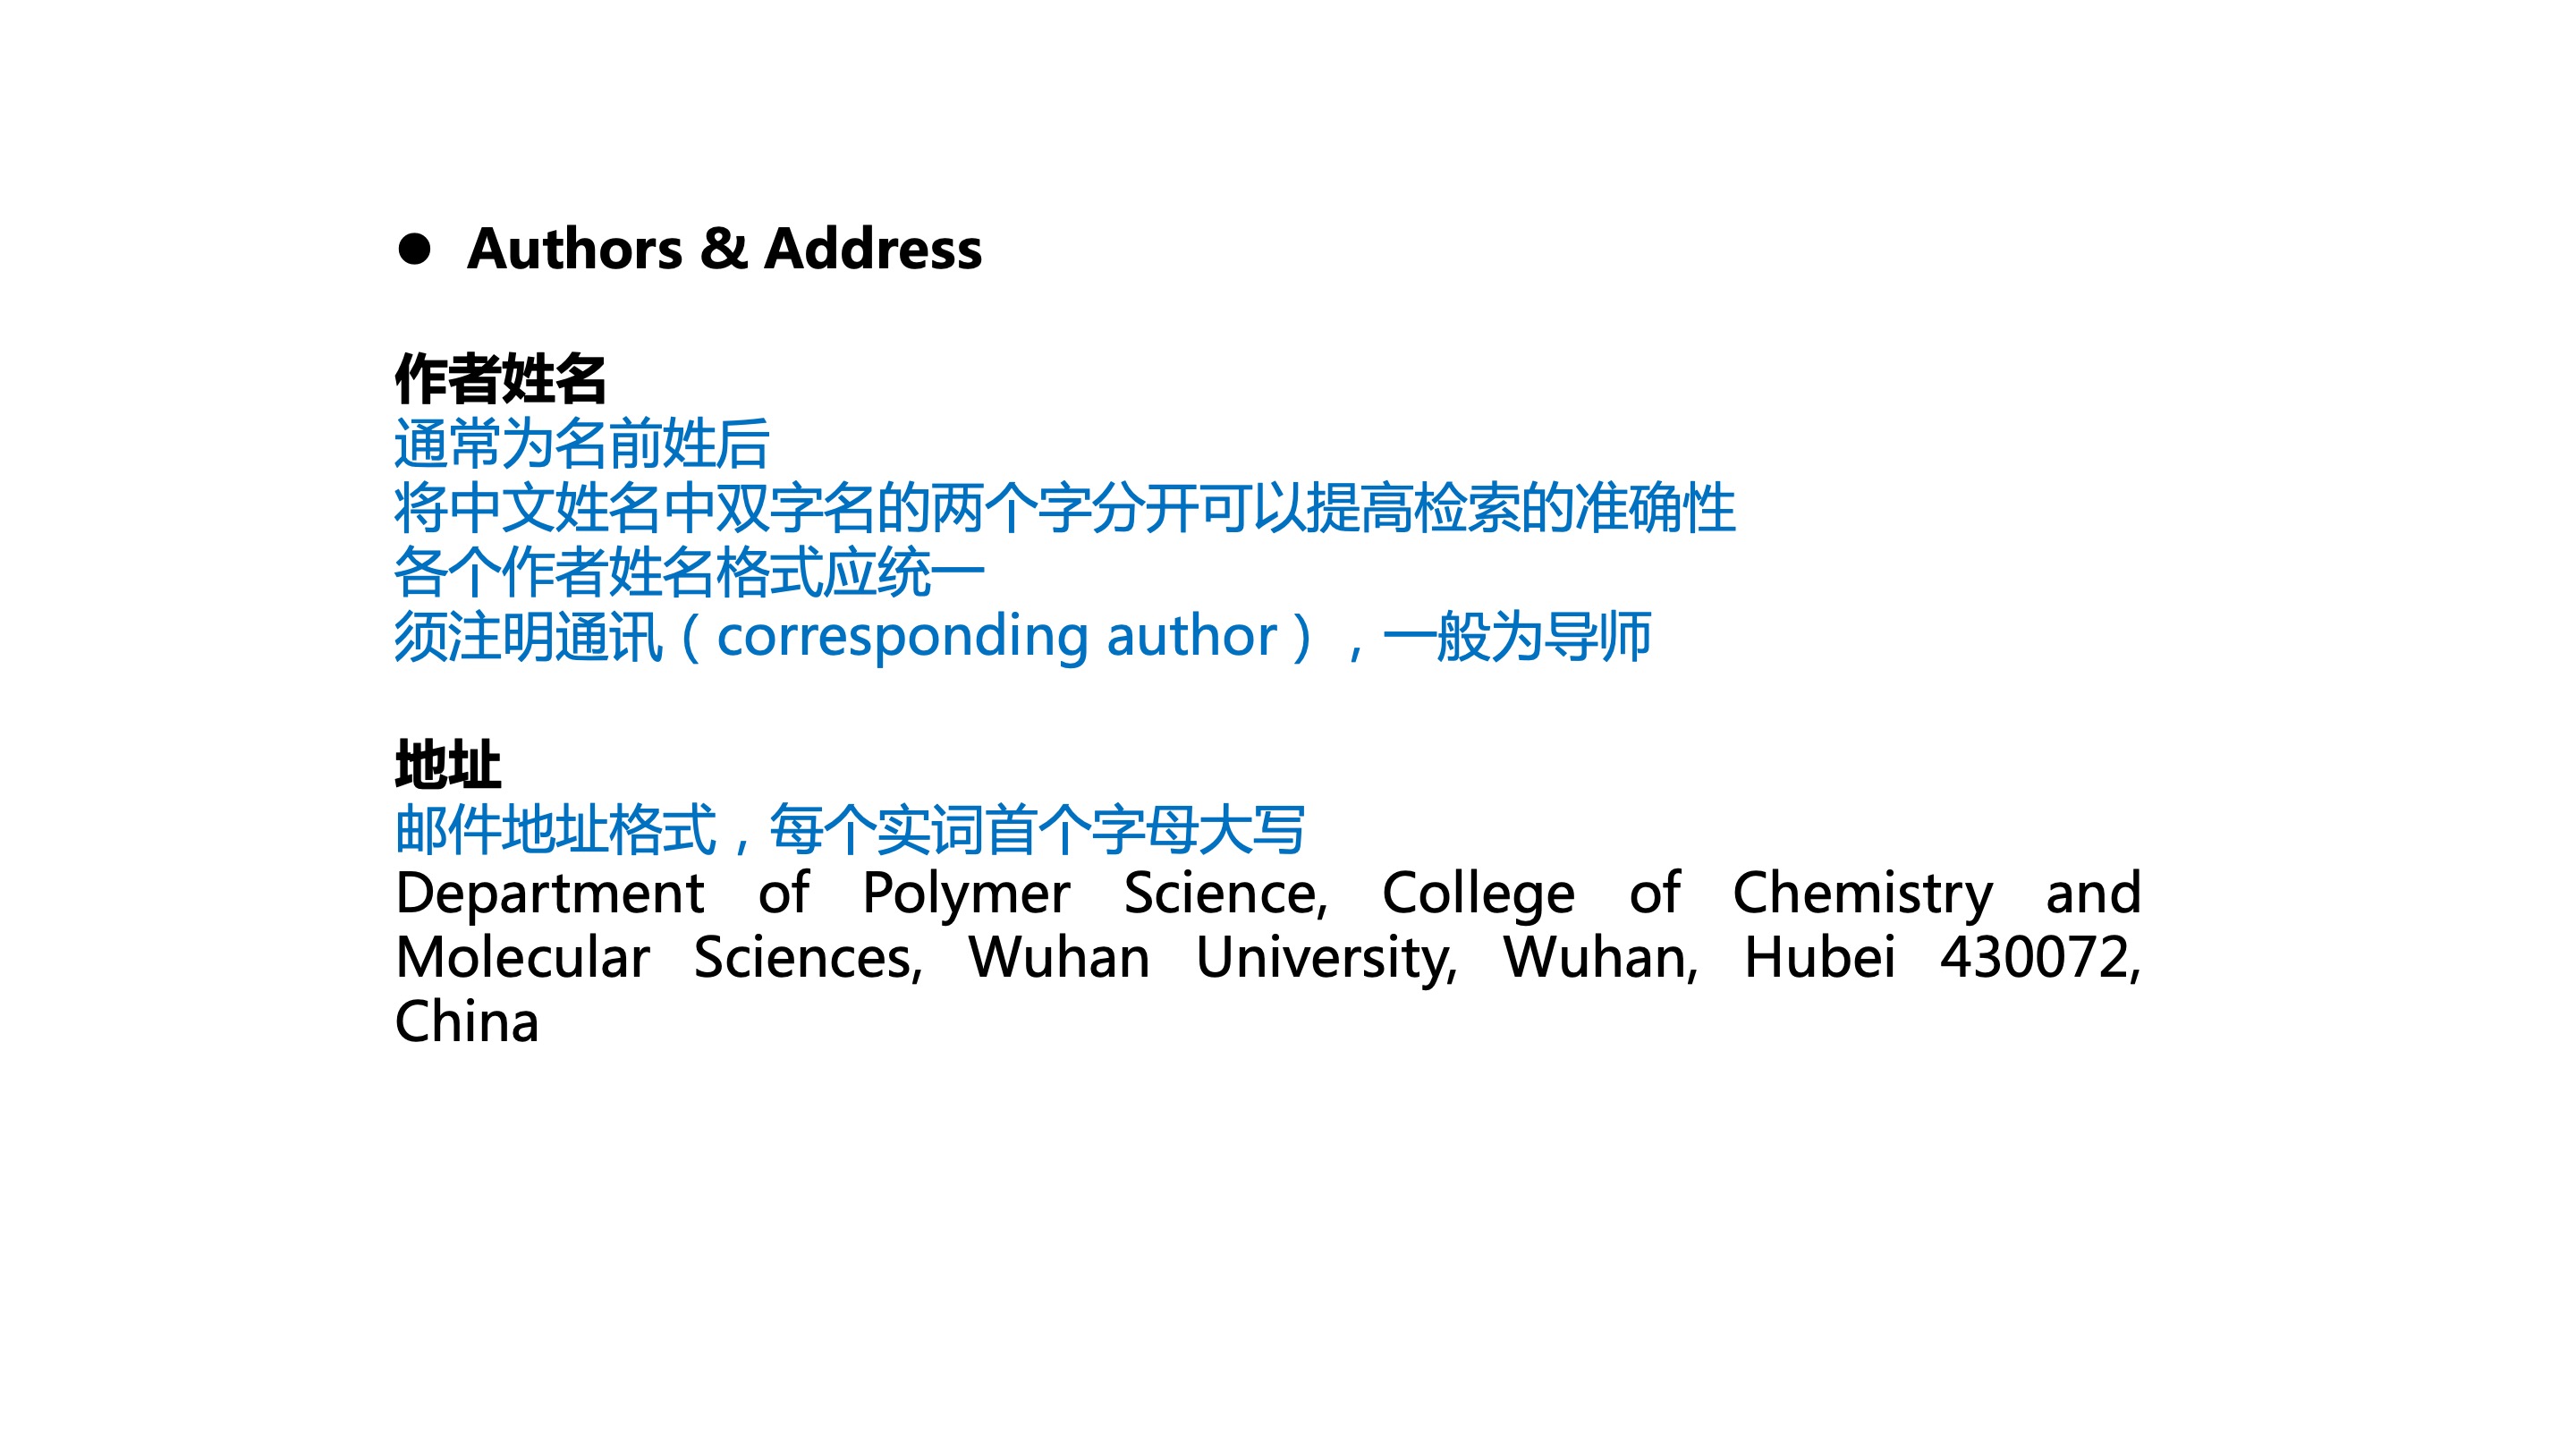 ● Authors & Address
作者姓名
通常为名前姓后
将中文姓名中双字名的两个字分开可以提高检索的准确性
各个作者姓名格式应统一
须注明通讯（corresponding author），一般为导师
地址
邮件地址格式，每个实词首个字母大写
Department of Polymer Science, College of Chemistry and
Molecular Sciences, Wuhan University, Wuhan, Hubei 430072,
China